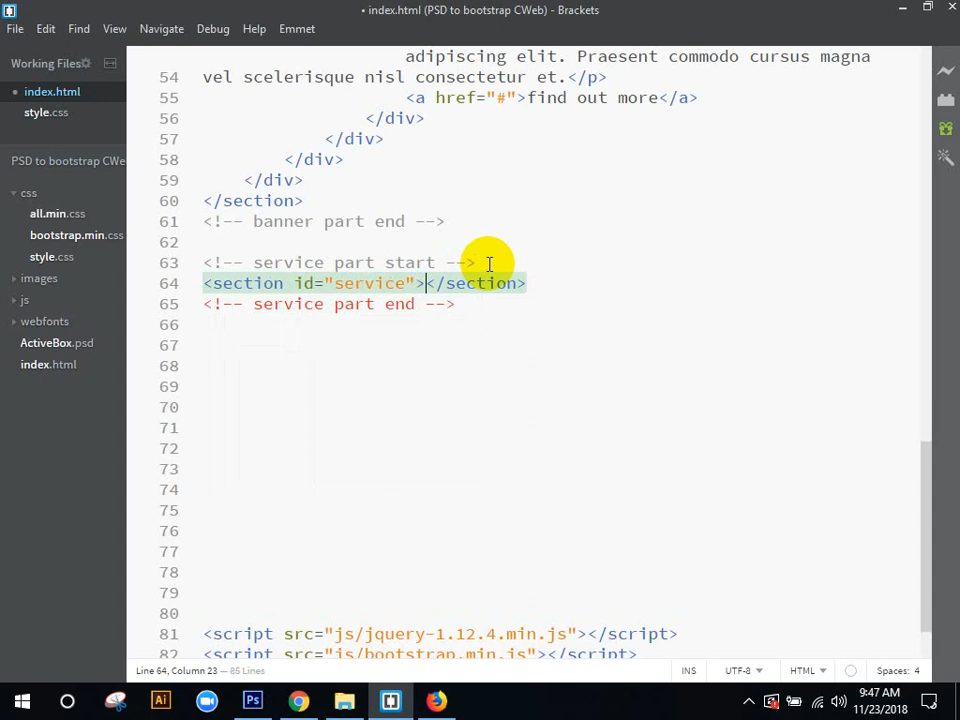 • index.html (PSD to bootstrap CWeb) - Brackets
File Edit Find View Navigate Debug Help Emmet
Working Files
• index.html
style.css
PSD to bootstrap CWe
css
all.min.css
bootstrap.min.css
style.css
images
js
webfonts
ActiveBox.psd
index.html
adipiscing elit. Praesent commodo cursus magna
54 vel scelerisque nisl consectetur et.</p>
55 <a href="#">find out more</a>
56 </div>
57 </div>
58 </div>
59 </div>
60 </section>
61 <!-- banner part end -->
62
63 <!-- service part start -->
64 <section id="service"></section>
65 <!-- service part end -->
66
67
68
69
70
71
72
73
74
75
76
77
78
79
80
81 <script src="js/jquery-1.12.4.min.js"></script>
82 <script src="js/bootstrap.min.js"></script>
Line 64, Column 23 — 85 Lines
INS UTF-8 HTML Spaces: 4
Ai Ps
9:47 AM
11/23/2018